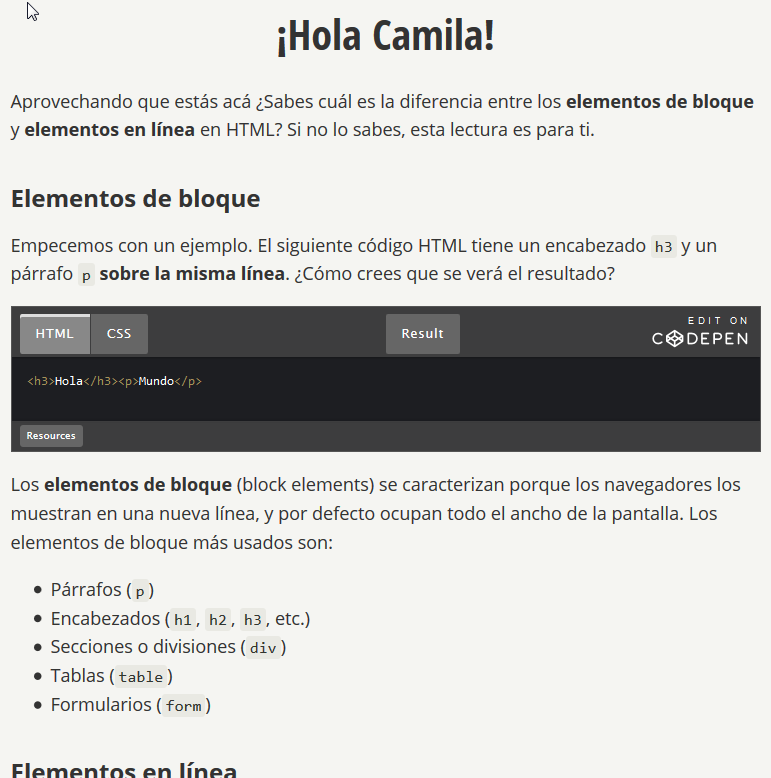 ¡Hola Camila!
Aprovechando que estás acá ¿Sabes cuál es la diferencia entre los elementos de bloque
y elementos en línea en HTML? Si no lo sabes, esta lectura es para ti.
Elementos de bloque
Empecemos con un ejemplo. El siguiente código HTML tiene un encabezado h3 y un
párrafo p sobre la misma línea. ¿Cómo crees que se verá el resultado?
HTML CSS Result EDIT ON
CODEPEN
<h3>Hola</h3><p>Mundo</p>
Resources
Los elementos de bloque (block elements) se caracterizan porque los navegadores los
muestran en una nueva línea, y por defecto ocupan todo el ancho de la pantalla. Los
elementos de bloque más usados son:
• Párrafos (p)
• Encabezados (h1, h2, h3, etc.)
• Secciones o divisiones (div)
• Tablas (table)
• Formularios (form)
Elementos en línea